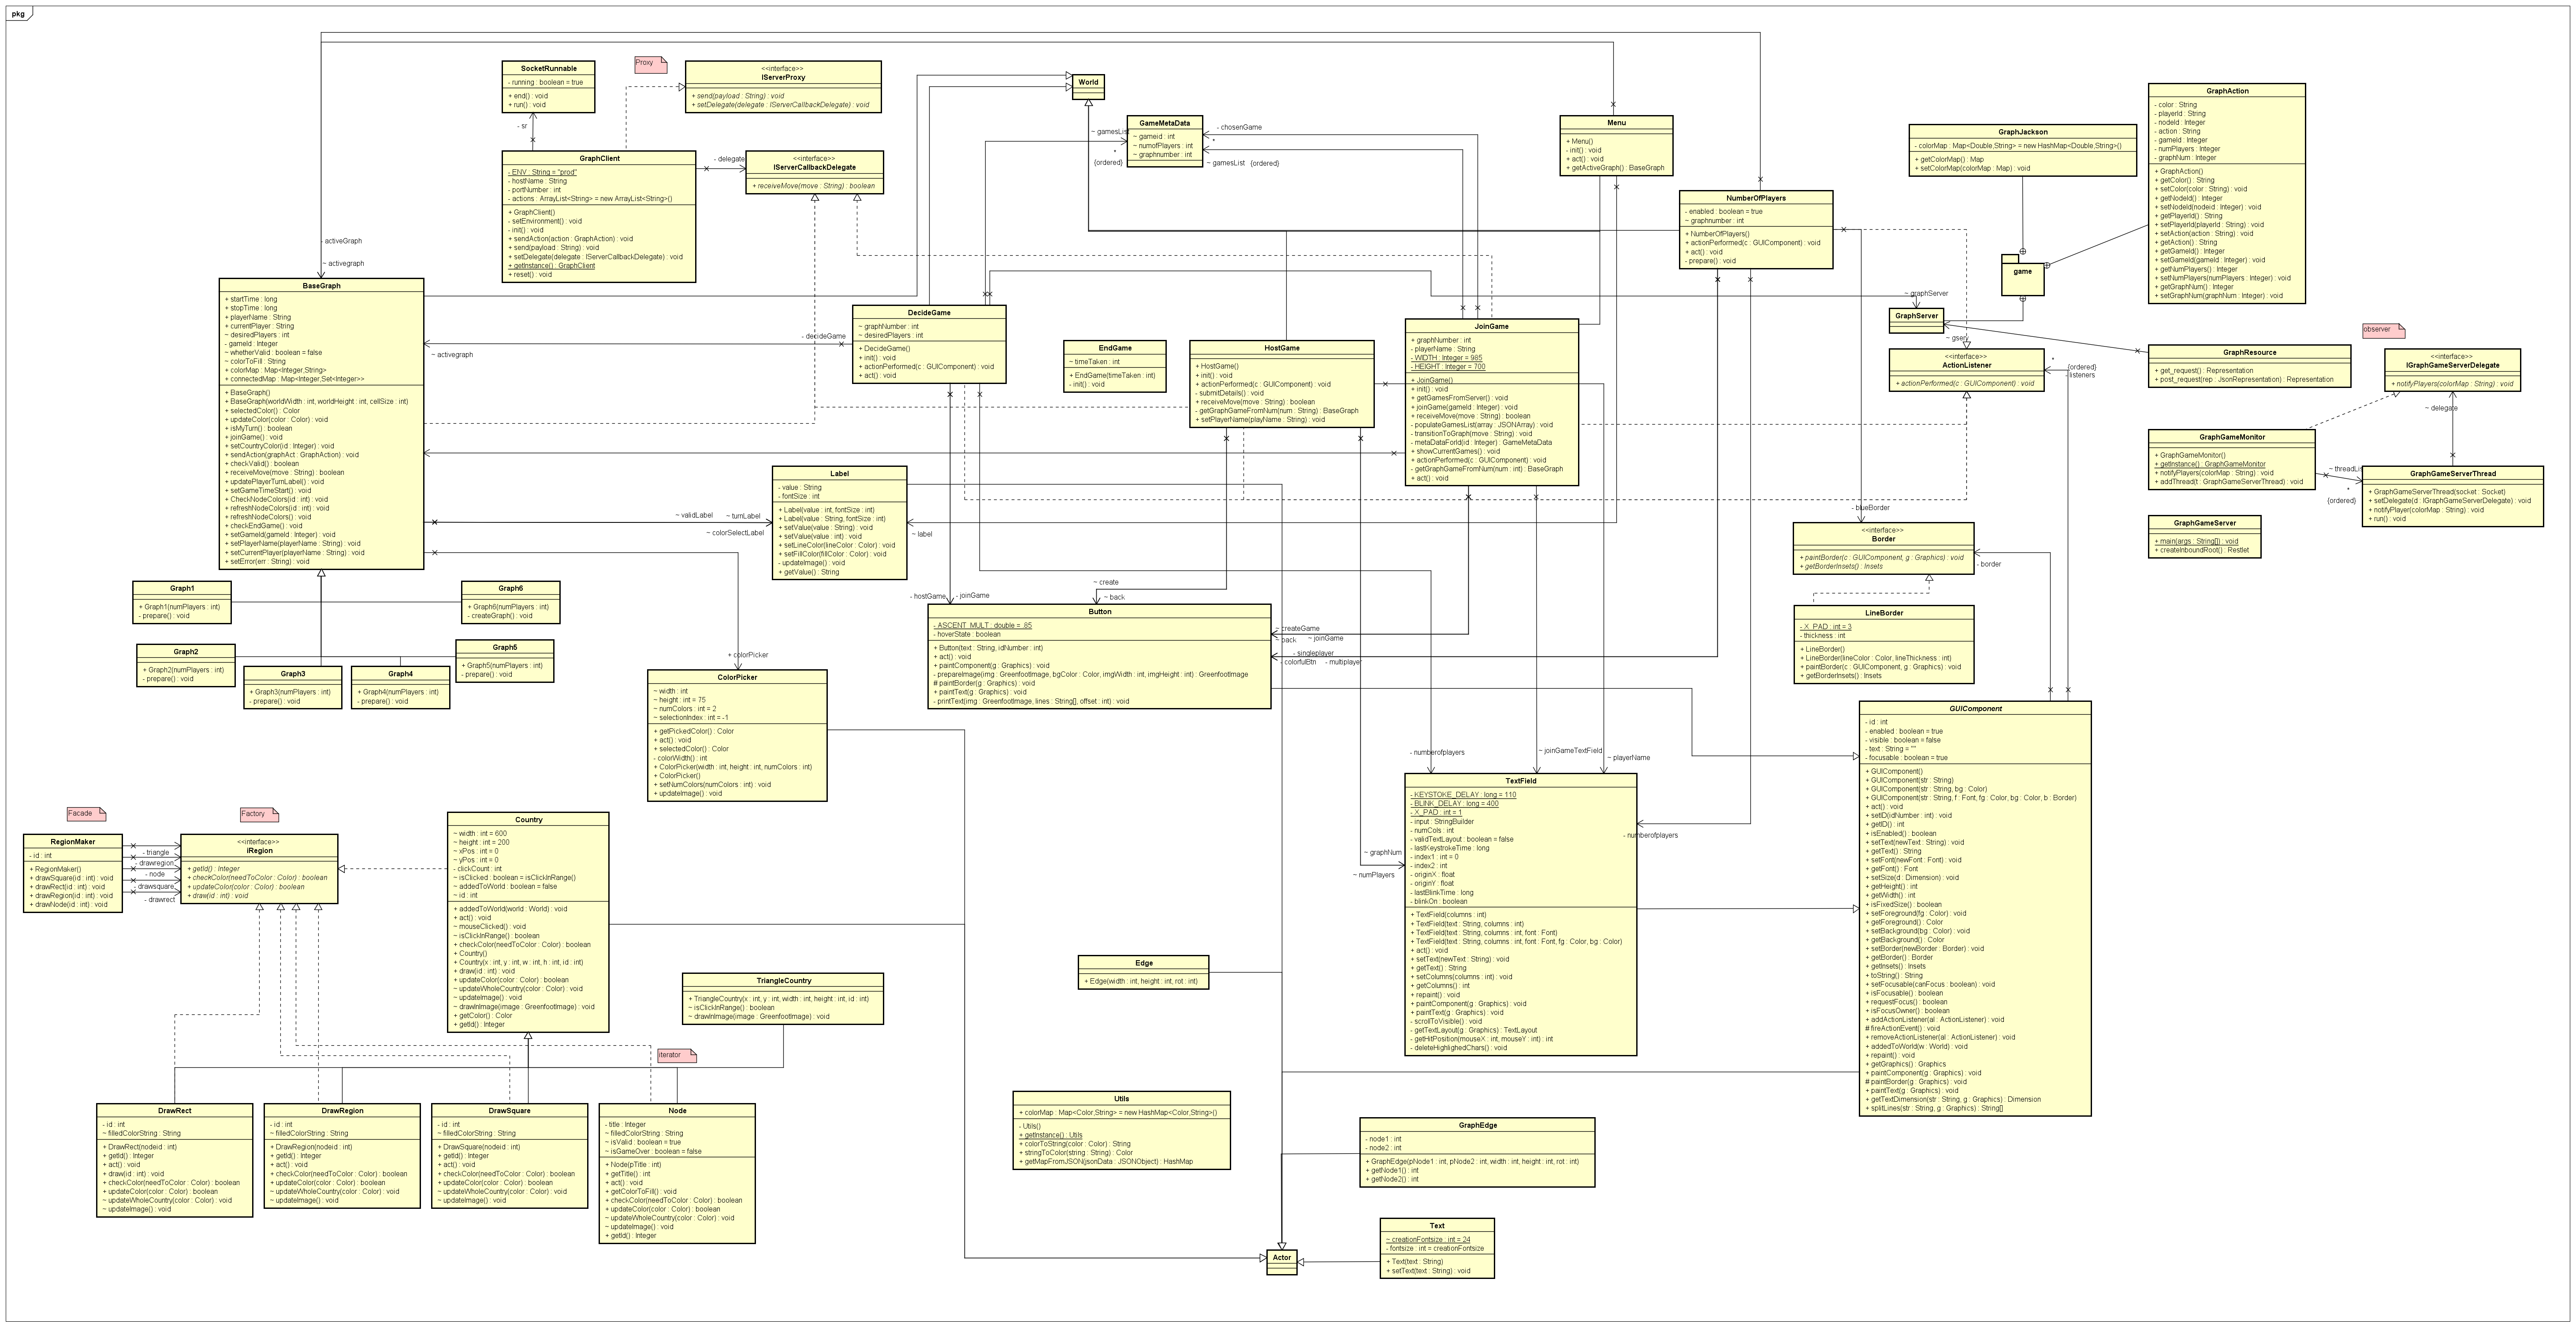 pkg
SocketRunnable
- running : boolean = true
+ end() : void
+ run() : void
Proxy
<<interface>>
IServerProxy
+ send(payload : String) : void
+ setDelegate(delegate : IServerCallbackDelegate) : void
- sr
GraphClient
- ENV : String = "prod"
- hostName : String
- portNumber : int
- actions : ArrayList<String> = new ArrayList<String>()
+ GraphClient()
- setEnvironment() : void
- init() : void
+ sendAction(action : GraphAction) : void
+ send(payload : String) : void
+ setDelegate(delegate : IServerCallbackDelegate) : void
+ getInstance() : GraphClient
+ reset() : void
- delegate
<<interface>>
IServerCallbackDelegate
+ receiveMove(move : String) : boolean
World
GameMetaData
~ gameid : int
~ numofPlayers : int
~ graphnumber : int
~ gamesList
*
{ordered}
- chosenGame
*
~ gamesList
{ordered}
Menu
+ Menu()
- init() : void
+ act() : void
+ getActiveGraph() : BaseGraph
NumberOfPlayers
- enabled : boolean = true
~ graphnumber : int
+ NumberOfPlayers()
+ actionPerformed(c : GUIComponent) : void
+ act() : void
- prepare() : void
GraphJackson
- colorMap : Map<Double,String> = new HashMap<Double,String>()
+ getColorMap() : Map
+ setColorMap(colorMap : Map) : void
GraphAction
- color : String
- playerId : String
- nodeId : Integer
- action : String
- gameId : Integer
- numPlayers : Integer
- graphNum : Integer
+ GraphAction()
+ getColor() : String
+ setColor(color : String) : void
+ getNodeId() : Integer
+ setNodeId(nodeid : Integer) : void
+ getPlayerId() : String
+ setPlayerId(playerId : String) : void
+ setAction(action : String) : void
+ getAction() : String
+ getGameId() : Integer
+ setGameId(gameId : Integer) : void
+ getNumPlayers() : Integer
+ setNumPlayers(numPlayers : Integer) : void
+ getGraphNum() : Integer
+ setGraphNum(graphNum : Integer) : void
game
~ graphServer
GraphServer
~ gserv
GraphResource
+ get_request() : Representation
+ post_request(rep : JsonRepresentation) : Representation
observer
<<interface>>
IGraphGameServerDelegate
+ notifyPlayers(colorMap : String) : void
<<interface>>
ActionListener
+ actionPerformed(c : GUIComponent) : void
*
{ordered}
- listeners
~ delegate
GraphGameMonitor
+ GraphGameMonitor()
+ getInstance() : GraphGameMonitor
+ notifyPlayers(colorMap : String) : void
+ addThread(t : GraphGameServerThread) : void
~ threadList
*
{ordered}
GraphGameServerThread
+ GraphGameServerThread(socket : Socket)
+ setDelegate(d : IGraphGameServerDelegate) : void
+ notifyPlayer(colorMap : String) : void
+ run() : void
GraphGameServer
+ main(args : String[]) : void
+ createInboundRoot() : Restlet
- activeGraph
~ activegraph
BaseGraph
+ startTime : long
+ stopTime : long
+ playerName : String
+ currentPlayer : String
~ desiredPlayers : int
- gameId : Integer
~ whetherValid : boolean = false
~ colorToFill : String
+ colorMap : Map<Integer,String>
+ connectedMap : Map<Integer,Set<Integer>>
+ BaseGraph()
+ BaseGraph(worldWidth : int, worldHeight : int, cellSize : int)
+ selectedColor() : Color
+ updateColor(color : Color) : void
+ isMyTurn() : boolean
+ joinGame() : void
+ setCountryColor(id : Integer) : void
+ sendAction(graphAct : GraphAction) : void
+ checkValid() : boolean
+ receiveMove(move : String) : boolean
+ updatePlayerTurnLabel() : void
+ setGameTimeStart() : void
+ CheckNodeColors(id : int) : void
+ refreshNodeColors(id : int) : void
+ refreshNodeColors() : void
+ checkEndGame() : void
+ setGameId(gameId : Integer) : void
+ setPlayerName(playerName : String) : void
+ setCurrentPlayer(playerName : String) : void
+ setError(err : String) : void
- decideGame
~ activegraph
DecideGame
~ graphNumber : int
~ desiredPlayers : int
+ DecideGame()
+ init() : void
+ actionPerformed(c : GUIComponent) : void
+ act() : void
EndGame
~ timeTaken : int
+ EndGame(timeTaken : int)
- init() : void
HostGame
+ HostGame()
+ init() : void
+ actionPerformed(c : GUIComponent) : void
- submitDetails() : void
+ receiveMove(move : String) : boolean
- getGraphGameFromNum(num : String) : BaseGraph
+ setPlayerName(playName : String) : void
JoinGame
+ graphNumber : int
- playerName : String
- WIDTH : Integer = 985
- HEIGHT : Integer = 700
+ JoinGame()
+ init() : void
+ getGamesFromServer() : void
+ joinGame(gameId : Integer) : void
+ receiveMove(move : String) : boolean
- populateGamesList(array : JSONArray) : void
- transitionToGraph(move : String) : void
- metaDataForId(id : Integer) : GameMetaData
+ showCurrentGames() : void
+ actionPerformed(c : GUIComponent) : void
- getGraphGameFromNum(num : int) : BaseGraph
+ act() : void
Label
- value : String
- fontSize : int
+ Label(value : int, fontSize : int)
+ Label(value : String, fontSize : int)
+ setValue(value : String) : void
+ setValue(value : int) : void
+ setLineColor(lineColor : Color) : void
+ setFillColor(fillColor : Color) : void
- updateImage() : void
+ getValue() : String
~ validLabel
~ turnLabel
~ colorSelectLabel
~ label
- blueBorder
<<interface>>
Border
+ paintBorder(c : GUIComponent, g : Graphics) : void
+ getBorderInsets() : Insets
- border
LineBorder
- X_PAD : int = 3
- thickness : int
+ LineBorder()
+ LineBorder(lineColor : Color, lineThickness : int)
+ paintBorder(c : GUIComponent, g : Graphics) : void
+ getBorderInsets() : Insets
Graph1
+ Graph1(numPlayers : int)
- prepare() : void
Graph6
+ Graph6(numPlayers : int)
- createGraph() : void
Graph2
+ Graph2(numPlayers : int)
- prepare() : void
Graph5
+ Graph5(numPlayers : int)
- prepare() : void
Graph3
+ Graph3(numPlayers : int)
- prepare() : void
Graph4
+ Graph4(numPlayers : int)
- prepare() : void
- hostGame
- joinGame
~ create
~ back
Button
- ASCENT_MULT : double = .85
- hoverState : boolean
+ Button(text : String, idNumber : int)
+ act() : void
+ paintComponent(g : Graphics) : void
- prepareImage(img : GreenfootImage, bgColor : Color, imgWidth : int, imgHeight : int) : GreenfootImage
# paintBorder(g : Graphics) : void
+ paintText(g : Graphics) : void
- printText(img : GreenfootImage, lines : String[], offset : int) : void
~ createGame
~ back
~ joinGame
- singleplayer
- colorfulBtn
- multiplayer
+ colorPicker
ColorPicker
~ width : int
~ height : int = 75
~ numColors : int = 2
~ selectionIndex : int = -1
+ getPickedColor() : Color
+ act() : void
+ selectedColor() : Color
- colorWidth() : int
+ ColorPicker(width : int, height : int, numColors : int)
+ ColorPicker()
+ setNumColors(numColors : int) : void
+ updateImage() : void
GUIComponent
- id : int
- enabled : boolean = true
- visible : boolean = false
- text : String = ""
- focusable : boolean = true
+ GUIComponent()
+ GUIComponent(str : String)
+ GUIComponent(str : String, bg : Color)
+ GUIComponent(str : String, f : Font, fg : Color, bg : Color, b : Border)
+ act() : void
+ setID(idNumber : int) : void
+ getID() : int
+ isEnabled() : boolean
+ setText(newText : String) : void
+ getText() : String
+ setFont(newFont : Font) : void
+ getFont() : Font
+ setSize(d : Dimension) : void
+ getHeight() : int
+ getWidth() : int
+ isFixedSize() : boolean
+ setForeground(fg : Color) : void
+ getForeground() : Color
+ setBackground(bg : Color) : void
+ getBackground() : Color
+ setBorder(newBorder : Border) : void
+ getBorder() : Border
+ getInsets() : Insets
+ toString() : String
+ setFocusable(canFocus : boolean) : void
+ isFocusable() : boolean
+ requestFocus() : boolean
+ isFocusOwner() : boolean
+ addActionListener(al : ActionListener) : void
# fireActionEvent() : void
+ removeActionListener(al : ActionListener) : void
+ addedToWorld(w : World) : void
+ repaint() : void
+ getGraphics() : Graphics
+ paintComponent(g : Graphics) : void
# paintBorder(g : Graphics) : void
+ paintText(g : Graphics) : void
+ getTextDimension(str : String, g : Graphics) : Dimension
+ splitLines(str : String, g : Graphics) : String[]
- numberofplayers
~ joinGameTextField
~ playerName
TextField
- KEYSTOKE_DELAY : long = 110
- BLINK_DELAY : long = 400
- X_PAD : int = 1
- input : StringBuilder
- numCols : int
- validTextLayout : boolean = false
- lastKeystrokeTime : long
- index1 : int = 0
- index2 : int
- originX : float
- originY : float
- lastBlinkTime : long
- blinkOn : boolean
+ TextField(columns : int)
+ TextField(text : String, columns : int)
+ TextField(text : String, columns : int, font : Font)
+ TextField(text : String, columns : int, font : Font, fg : Color, bg : Color)
+ act() : void
+ setText(newText : String) : void
+ getText() : String
+ setColumns(columns : int) : void
+ getColumns() : int
+ repaint() : void
+ paintComponent(g : Graphics) : void
+ paintText(g : Graphics) : void
- scrollToVisible() : void
- getTextLayout(g : Graphics) : TextLayout
- getHitPosition(mouseX : int, mouseY : int) : int
- deleteHighlighedChars() : void
- numberofplayers
~ graphNum
~ numPlayers
Facade
Factory
RegionMaker
- id : int
+ RegionMaker()
+ drawSquare(id : int) : void
+ drawRect(id : int) : void
+ drawRegion(id : int) : void
+ drawNode(id : int) : void
- triangle
- drawregion
- node
- drawsquare
- drawrect
<<interface>>
iRegion
+ getId() : Integer
+ checkColor(needToColor : Color) : boolean
+ updateColor(color : Color) : boolean
+ draw(id : int) : void
Country
~ width : int = 600
~ height : int = 200
~ xPos : int = 0
~ yPos : int = 0
- clickCount : int
~ isClicked : boolean = isClickInRange()
~ addedToWorld : boolean = false
~ id : int
+ addedToWorld(world : World) : void
+ act() : void
~ mouseClicked() : void
~ isClickInRange() : boolean
+ checkColor(needToColor : Color) : boolean
+ Country()
+ Country(x : int, y : int, w : int, h : int, id : int)
+ draw(id : int) : void
+ updateColor(color : Color) : boolean
~ updateWholeCountry(color : Color) : void
~ updateImage() : void
~ drawInImage(image : GreenfootImage) : void
+ getColor() : Color
+ getId() : Integer
TriangleCountry
+ TriangleCountry(x : int, y : int, width : int, height : int, id : int)
~ isClickInRange() : boolean
~ drawInImage(image : GreenfootImage) : void
Edge
+ Edge(width : int, height : int, rot : int)
iterator
DrawRect
- id : int
~ filledColorString : String
+ DrawRect(nodeid : int)
+ getId() : Integer
+ act() : void
+ draw(id : int) : void
+ checkColor(needToColor : Color) : boolean
+ updateColor(color : Color) : boolean
~ updateWholeCountry(color : Color) : void
~ updateImage() : void
DrawRegion
- id : int
~ filledColorString : String
+ DrawRegion(nodeid : int)
+ getId() : Integer
+ act() : void
+ checkColor(needToColor : Color) : boolean
+ updateColor(color : Color) : boolean
~ updateWholeCountry(color : Color) : void
~ updateImage() : void
DrawSquare
- id : int
~ filledColorString : String
+ DrawSquare(nodeid : int)
+ getId() : Integer
+ act() : void
+ checkColor(needToColor : Color) : boolean
+ updateColor(color : Color) : boolean
~ updateWholeCountry(color : Color) : void
~ updateImage() : void
Node
- title : Integer
~ filledColorString : String
~ isValid : boolean = true
~ isGameOver : boolean = false
+ Node(pTitle : int)
+ getTitle() : int
+ act() : void
+ getColorToFill() : void
+ checkColor(needToColor : Color) : boolean
+ updateColor(color : Color) : boolean
~ updateWholeCountry(color : Color) : void
~ updateImage() : void
+ getId() : Integer
Utils
+ colorMap : Map<Color,String> = new HashMap<Color,String>()
- Utils()
+ getInstance() : Utils
+ colorToString(color : Color) : String
+ stringToColor(string : String) : Color
+ getMapFromJSON(jsonData : JSONObject) : HashMap
GraphEdge
- node1 : int
- node2 : int
+ GraphEdge(pNode1 : int, pNode2 : int, width : int, height : int, rot : int)
+ getNode1() : int
+ getNode2() : int
Text
~ creationFontsize : int = 24
- fontsize : int = creationFontsize
+ Text(text : String)
+ setText(text : String) : void
Actor